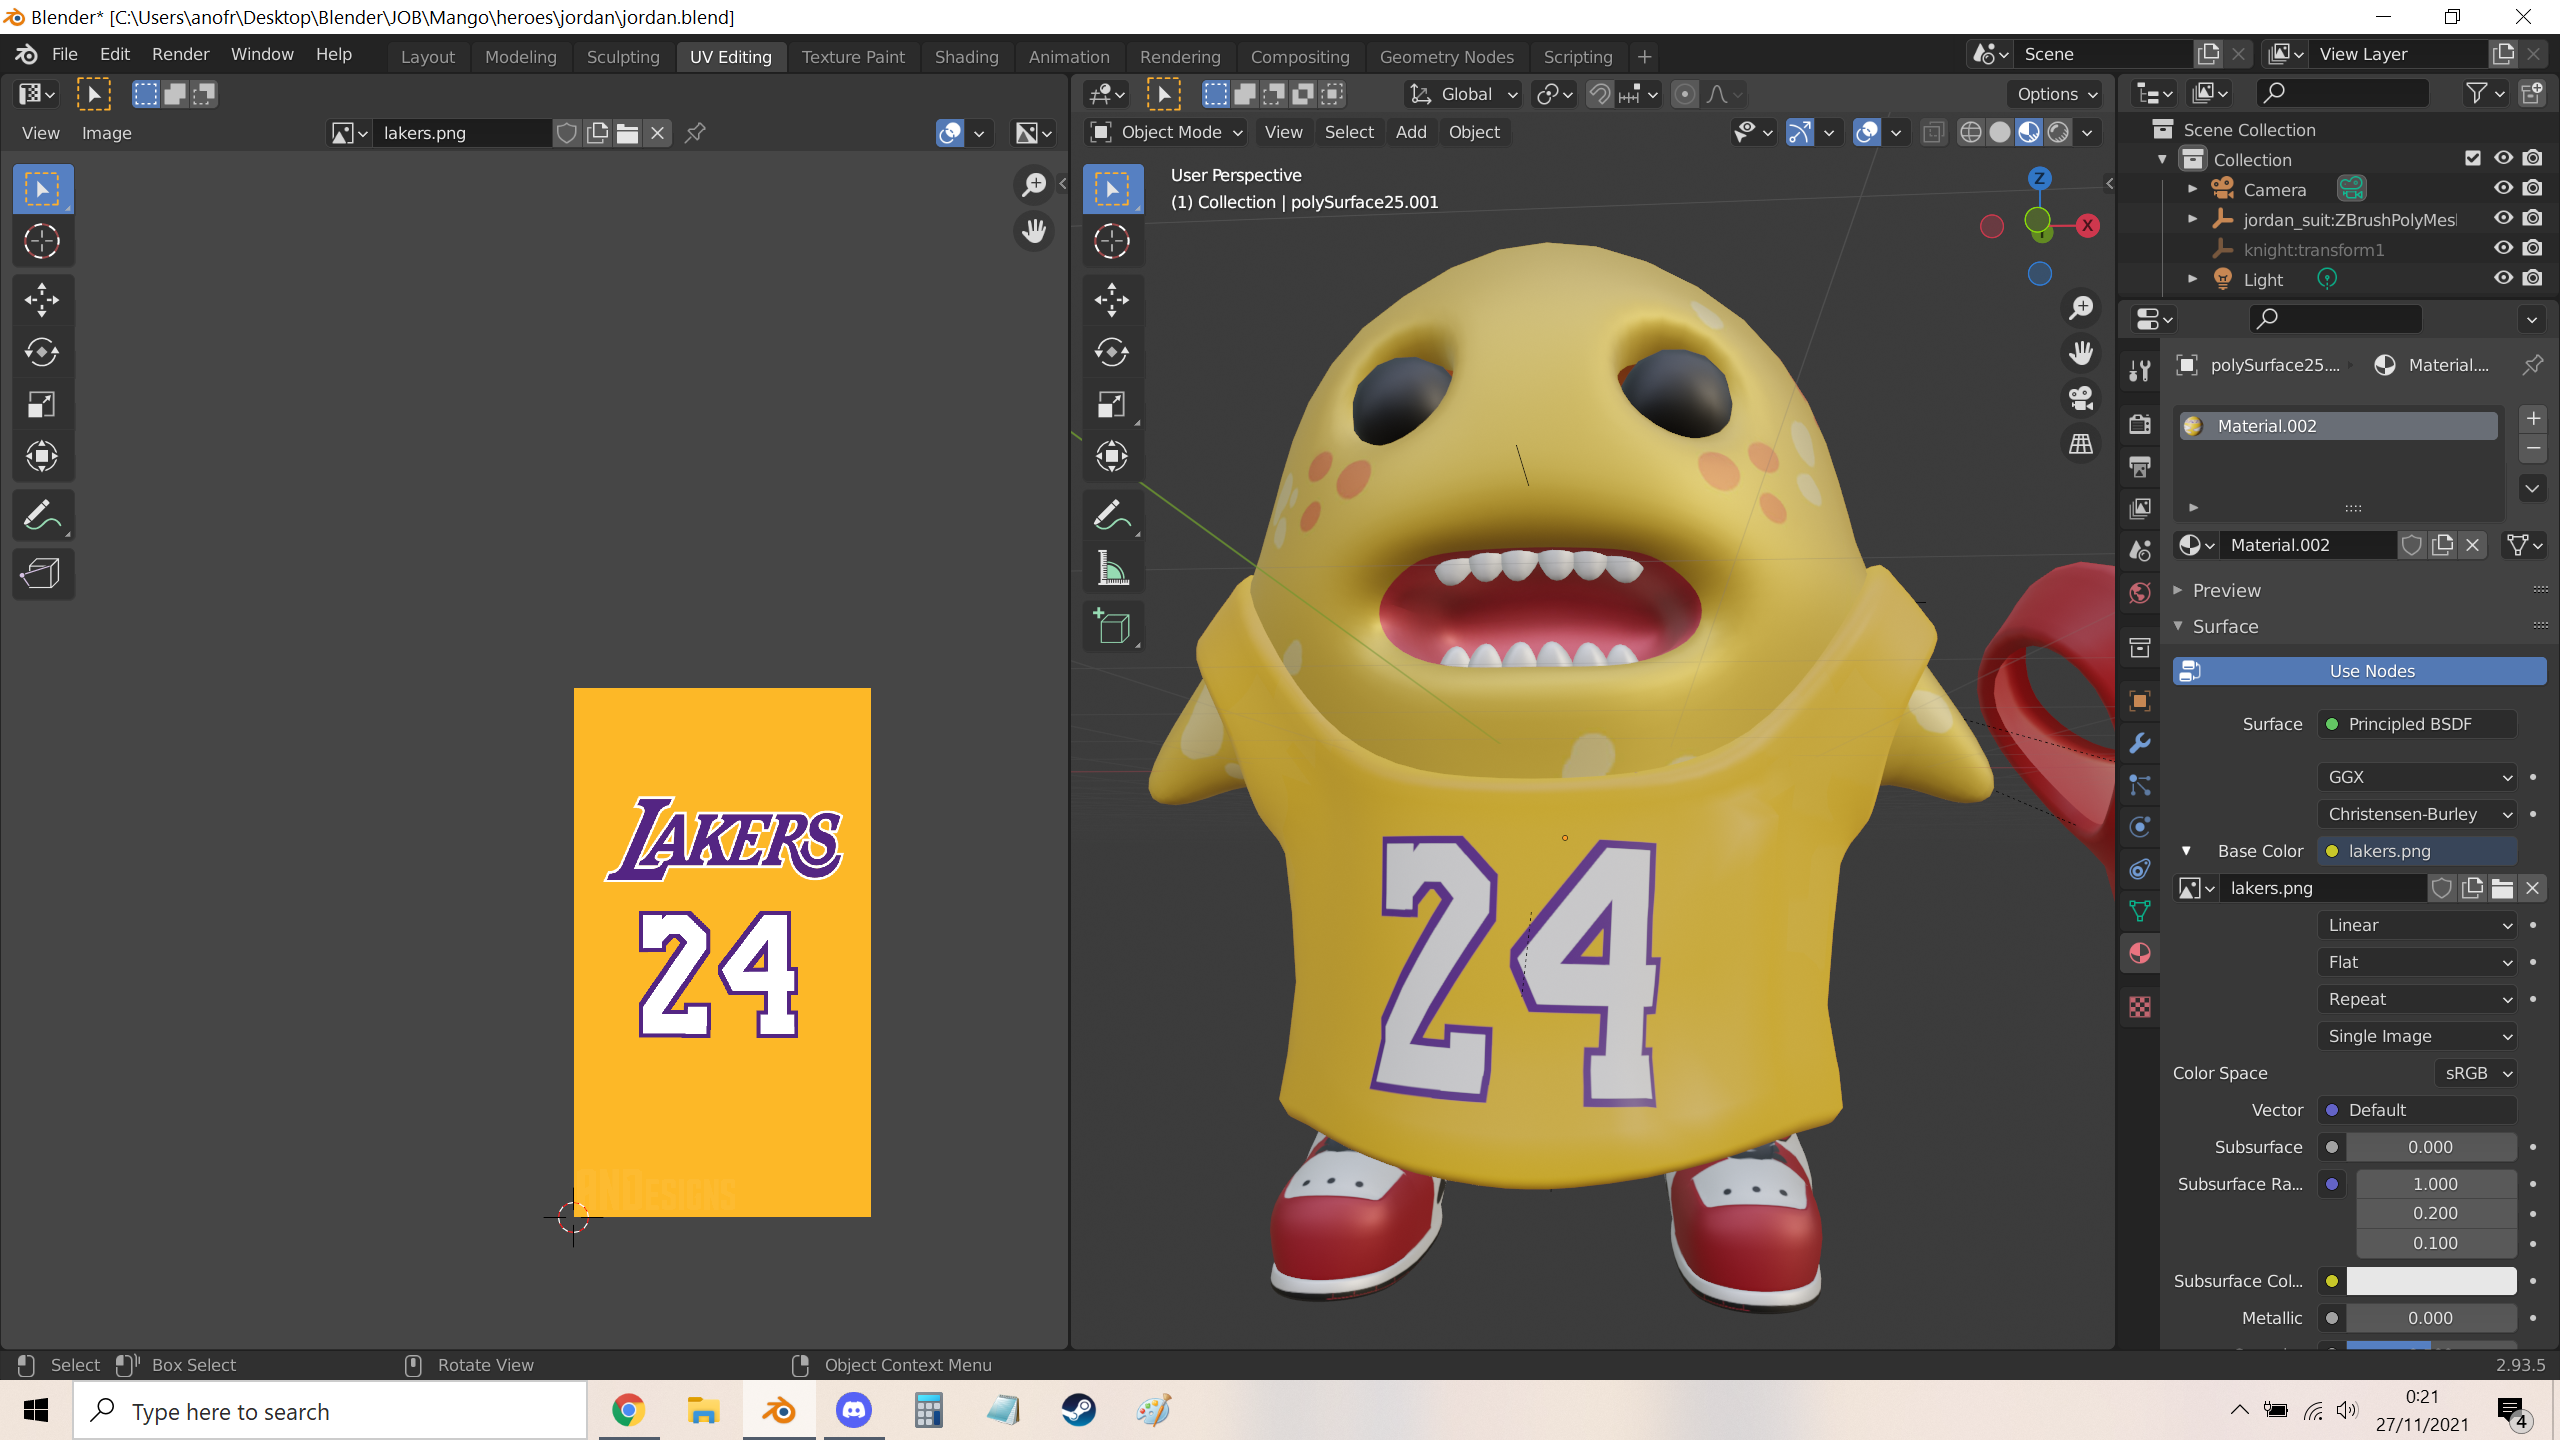 Blender* [C:\Users\anofr\Desktop\Blender\JOB\Mango\heroes\jordan\jordan.blend]
File Edit Render Window Help Layout Modeling Sculpting UV Editing Texture Paint Shading Animation Rendering Compositing Geometry Nodes Scripting + Scene View Layer
Global Options
View Image lakers.png Object Mode View Select Add Object
Scene Collection
Collection
Camera
jordan_suit:ZBrushPolyMes
knight:transform1
Light
User Perspective
(1) Collection | polySurface25.001
Z
X
polySurface25.... Material....
Material.002
Material.002
Preview
Surface
Use Nodes
Surface Principled BSDF
GGX
Christensen-Burley
Base Color lakers.png
lakers.png
Linear
Flat
Repeat
Single Image
Color Space sRGB
Vector Default
Subsurface 0.000
Subsurface Ra... 1.000
0.200
0.100
Subsurface Col...
Metallic 0.000
LAKERS
24
ANDESIGNS
24
Select Box Select Rotate View Object Context Menu 2.93.5
Type here to search
0:21
27/11/2021
4